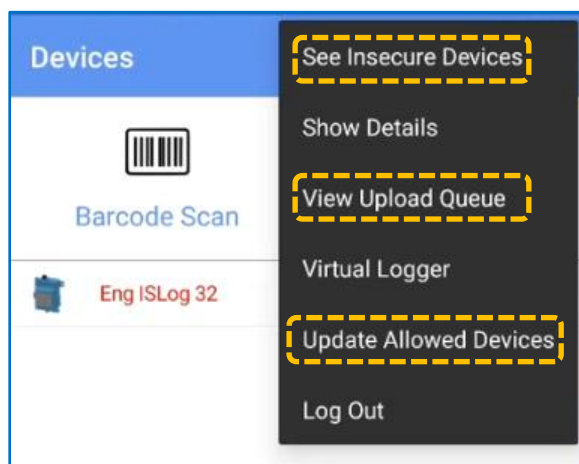 Devices
Barcode Scan
Eng ISLog 32
See Insecure Devices
Show Details
View Upload Queue
Virtual Logger
Update Allowed Devices
Log Out